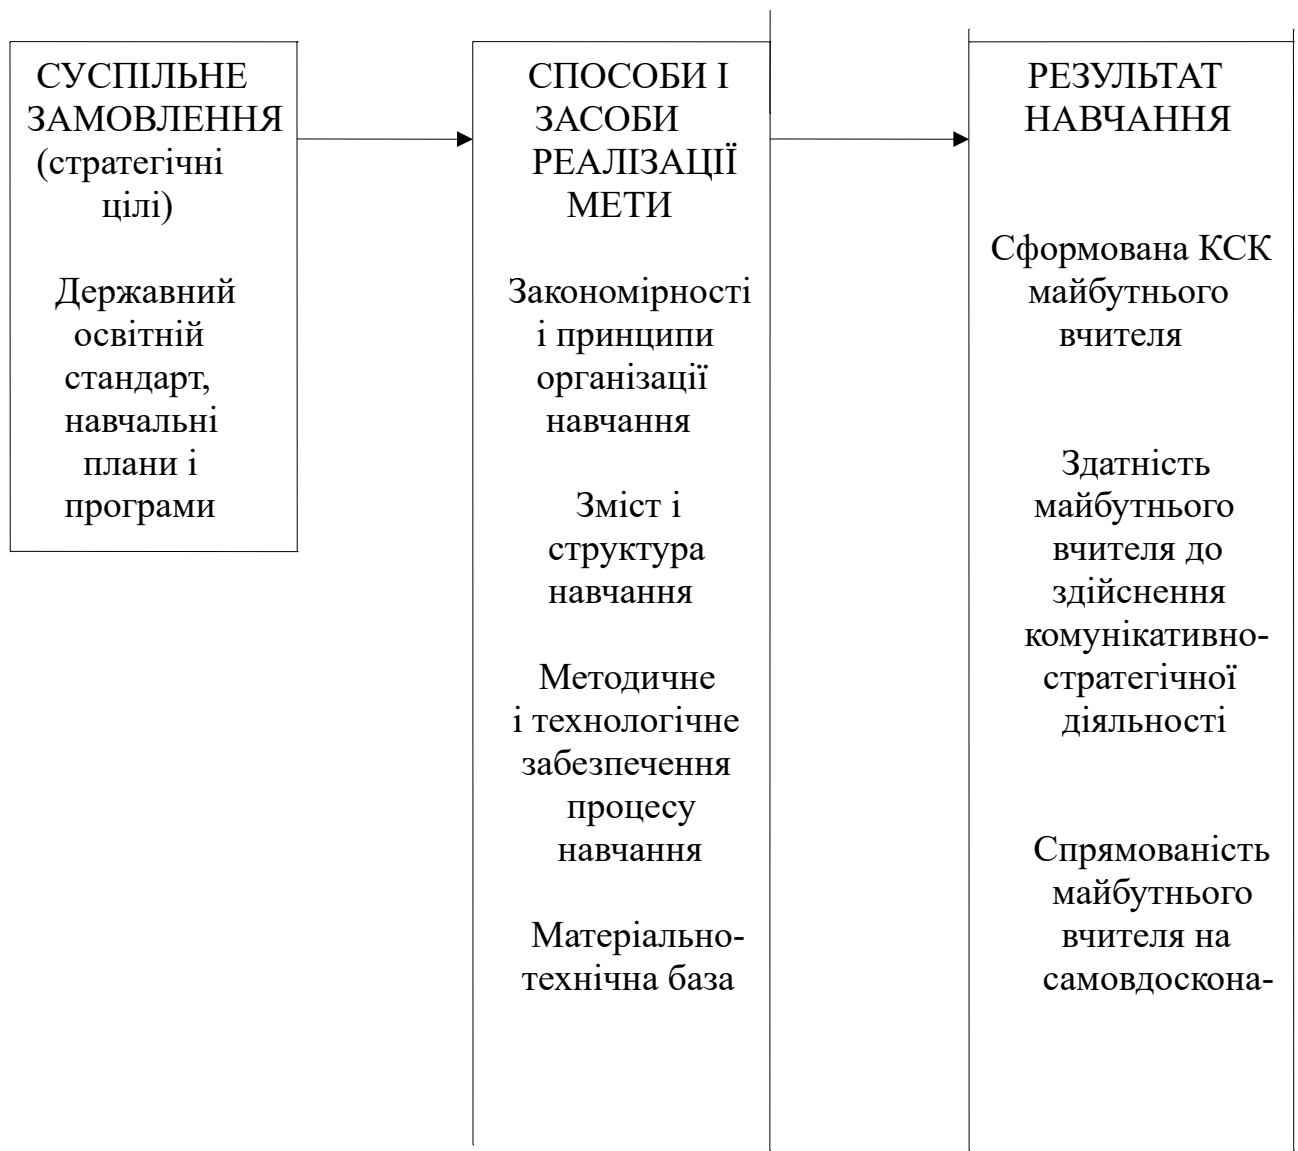 СУСПІЛЬНЕ
ЗАМОВЛЕННЯ
(стратегічні
цілі)
Державний
освітній
стандарт,
навчальні
плани і
програми
СПОСОБИ І
ЗАСОБИ
РЕАЛІЗАЦІЇ
МЕТИ
Закономірності
і принципи
організації
навчання
Зміст і
структура
навчання
Методичне
і технологічне
забезпечення
процесу
навчання
Матеріально-
технічна база
РЕЗУЛЬТАТ
НАВЧАННЯ
Сформована КСК
майбутнього
вчителя
Здатність
майбутнього
вчителя до
здійснення
комунікативно-
стратегічної
діяльності
Спрямованість
майбутнього
вчителя на
самовдоскона-